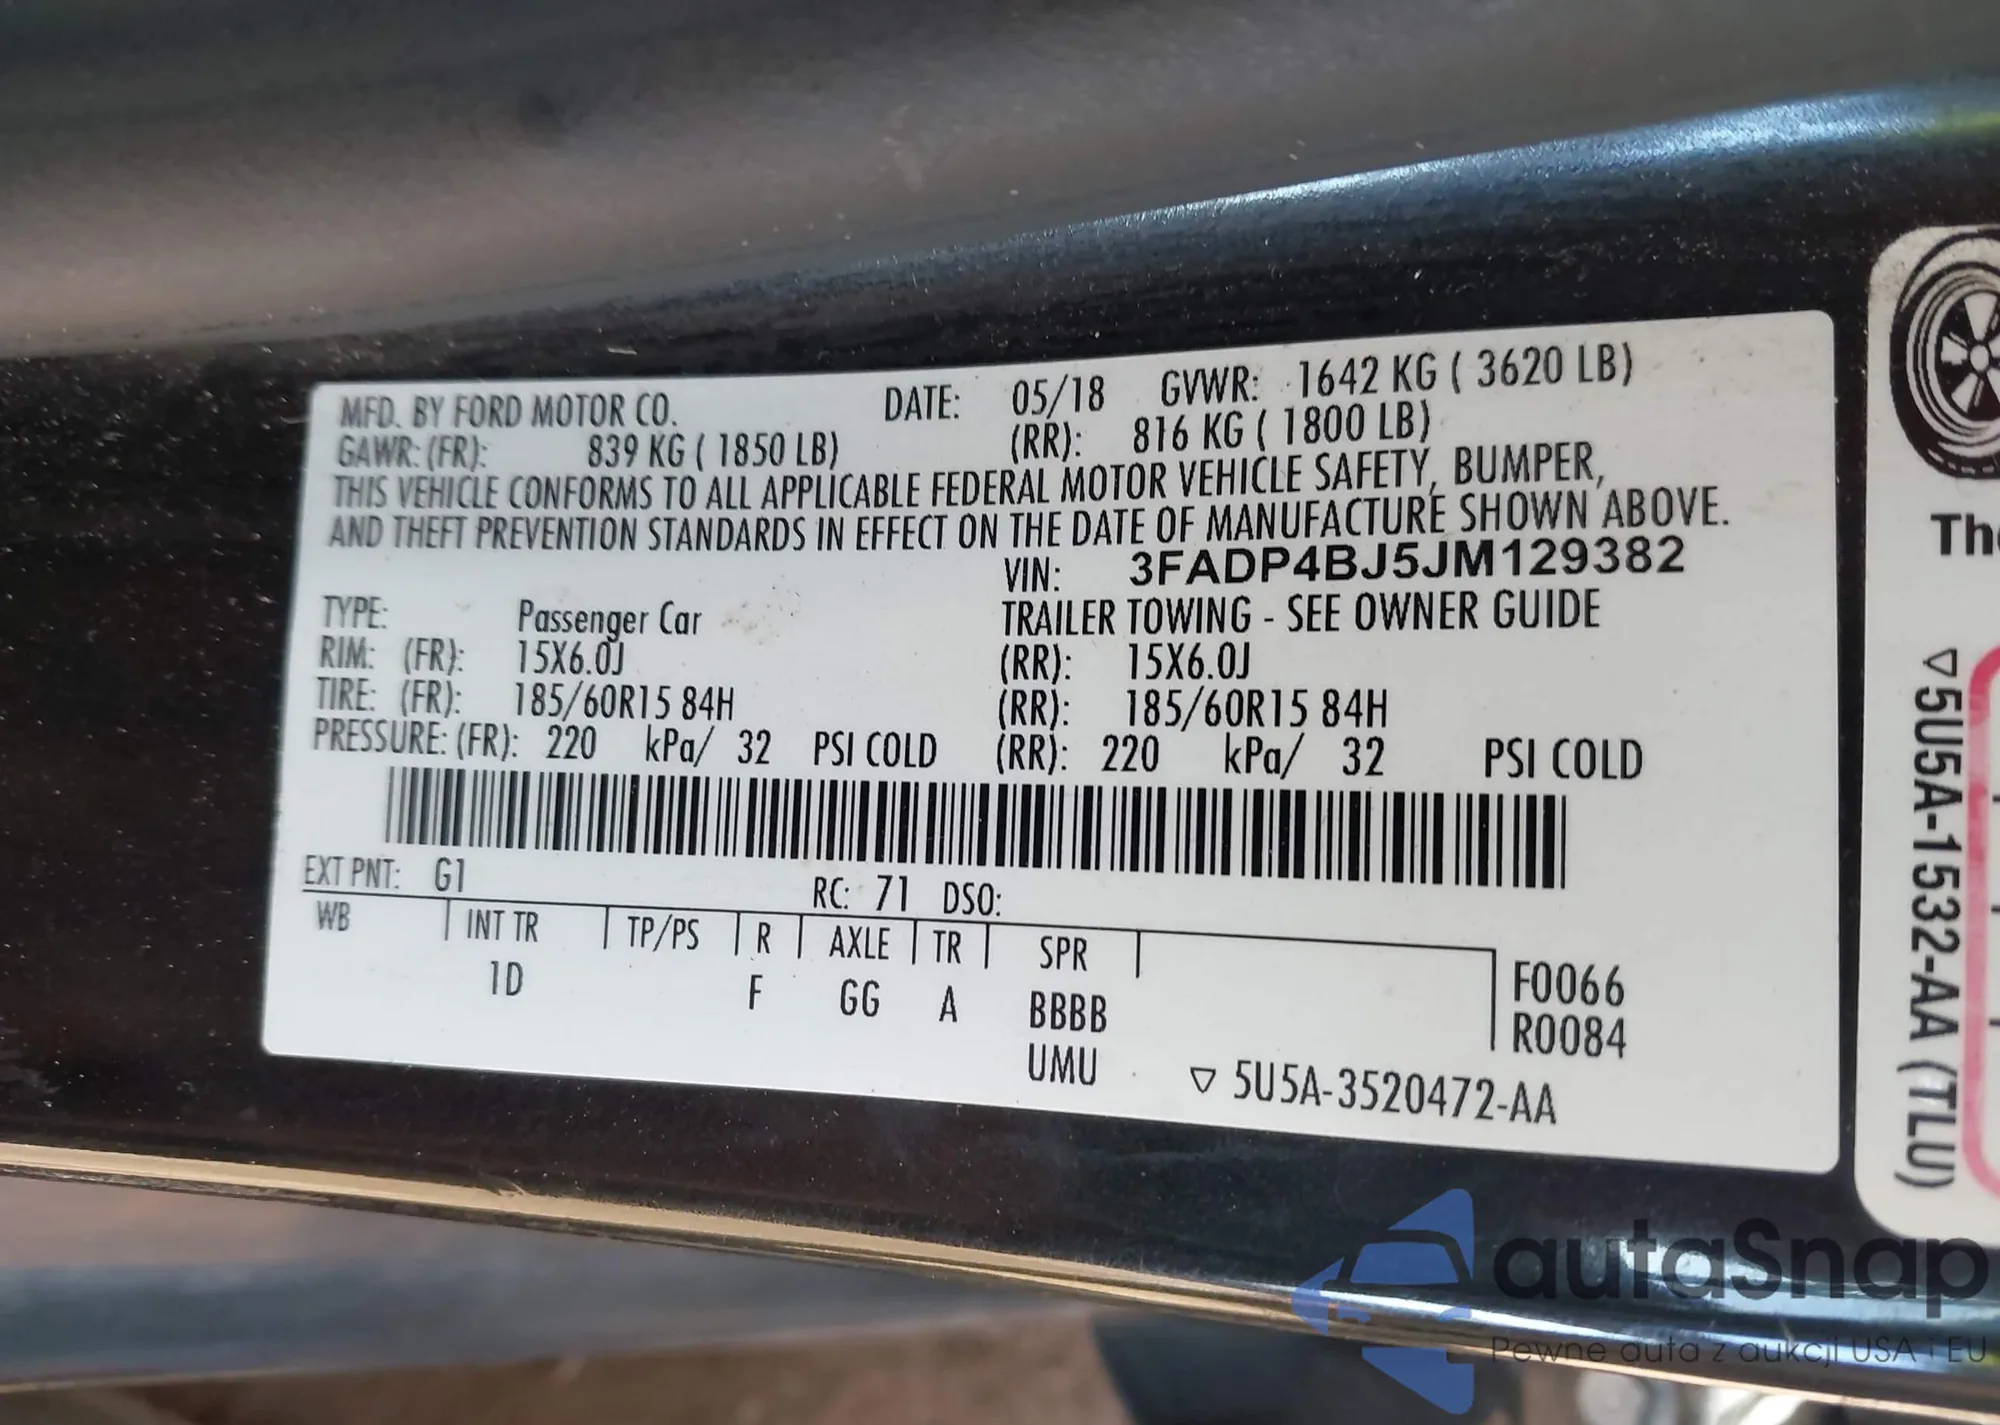 MFD. BY FORD MOTOR CO. DATE: 05/18 GVWR: 1642 KG ( 3620 LB)
GAWR: (FR): 839 KG ( 1850 LB) (RR): 816 KG ( 1800 LB)
THIS VEHICLE CONFORMS TO ALL APPLICABLE FEDERAL MOTOR VEHICLE SAFETY, BUMPER,
AND THEFT PREVENTION STANDARDS IN EFFECT ON THE DATE OF MANUFACTURE SHOWN ABOVE.
VIN: 3FADP4BJ5JM129382
TYPE: Passenger Car TRAILER TOWING - SEE OWNER GUIDE
RIM: (FR): 15X6.0J (RR): 15X6.0J
TIRE: (FR): 185/60R15 84H (RR): 185/60R15 84H
PRESSURE: (FR): 220 kPa/ 32 PSI COLD (RR): 220 kPa/ 32 PSI COLD
EXT PNT: G1 RC: 71 DSO:
WB INT TR TP/PS R AXLE TR SPR
1D F GG A BBBB
UMU
F0066
R0084
▽ 5U5A-3520472-AA
▽5U5A-1532-AA (TLU)
autaSnap
Pewne auta z aukcji USA i EU